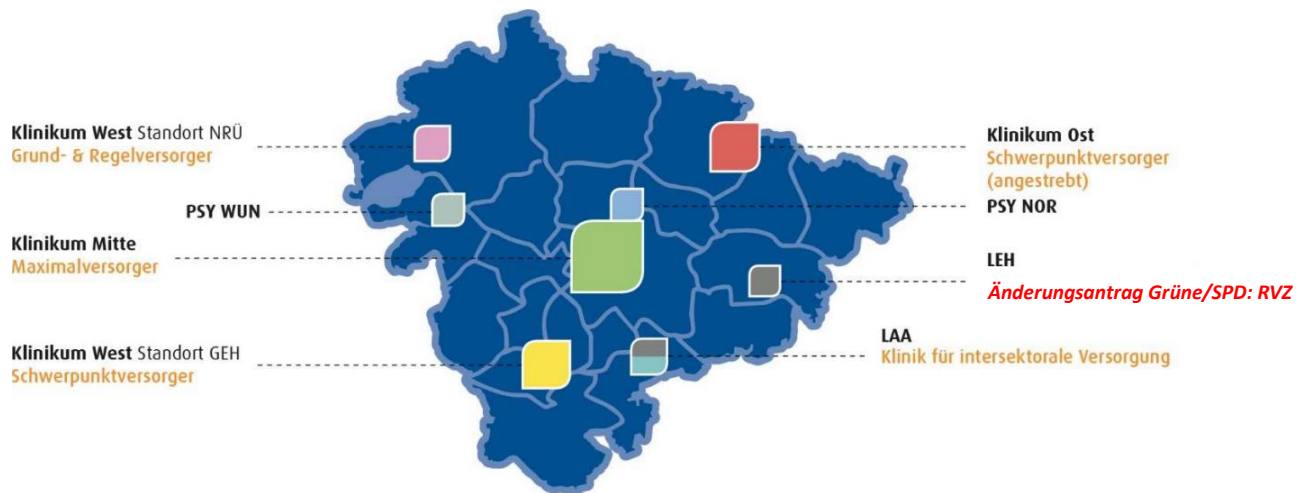 Klinikum West Standort NRÜ
Grund- & Regelversorger
PSY WUN
Klinikum Mitte
Maximalversorger
Klinikum West Standort GEH
Schwerpunktversorger
Klinikum Ost
Schwerpunktversorger
(angestrebt)
PSY NOR
LEH
Änderungsantrag Grüne/SPD: RVZ
LAA
Klinik für intersektorale Versorgung